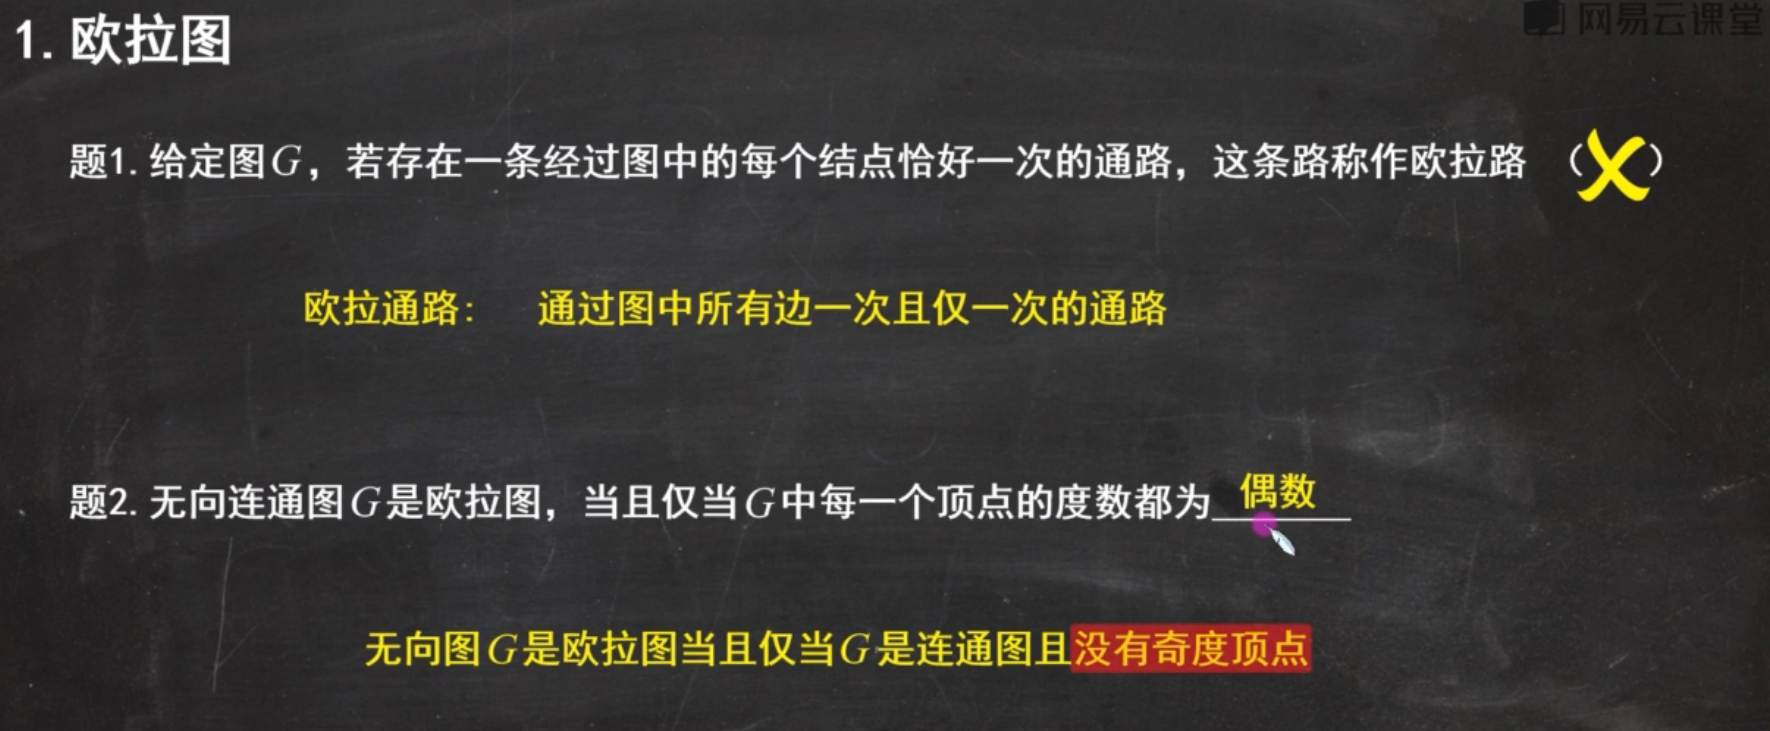 网易云课堂
1.欧拉图
题1.给定图G，若存在一条经过图中的每个结点恰好一次的通路，这条路称作欧拉路 （X）
欧拉通路： 通过图中所有边一次且仅一次的通路
题2.无向连通图G是欧拉图，当且仅当G中每一个顶点的度数都为偶数
无向图G是欧拉图当且仅当G是连通图且没有奇度顶点